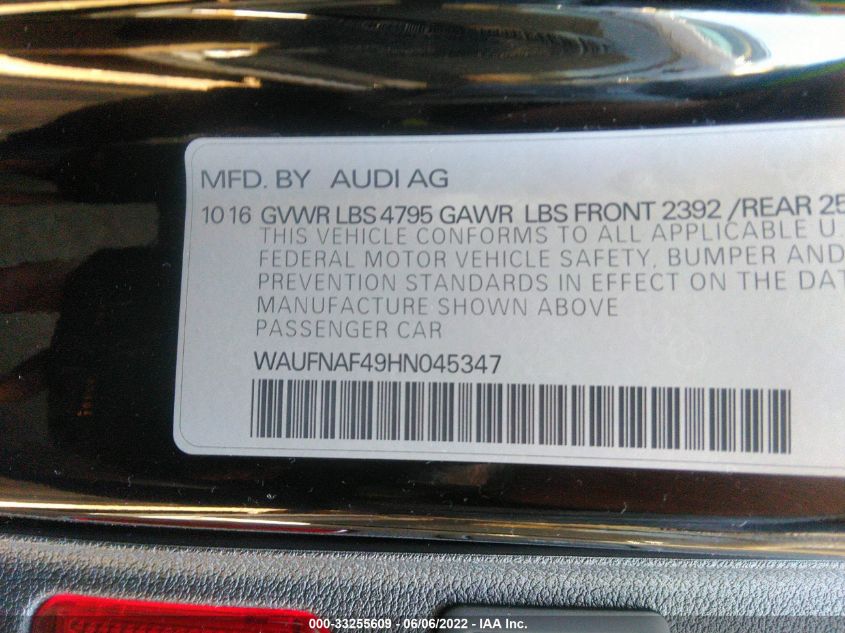 MFD. BY AUDI AG
10 16 GVWR LBS 4795 GAWR LBS FRONT 2392 /REAR 25
THIS VEHICLE CONFORMS TO ALL APPLICABLE U.
FEDERAL MOTOR VEHICLE SAFETY, BUMPER AND
PREVENTION STANDARDS IN EFFECT ON THE DAT
MANUFACTURE SHOWN ABOVE
PASSENGER CAR
WAUFNAF49HN045347
000-33255609 - 06/06/2022 - IAA Inc.